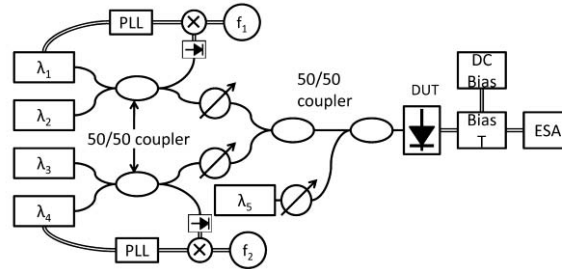 PLL
f1
λ1
λ2
50/50 coupler
λ3
λ4
PLL
f2
50/50
coupler
λ5
DUT
DC
Bias
Bias
T
ESA